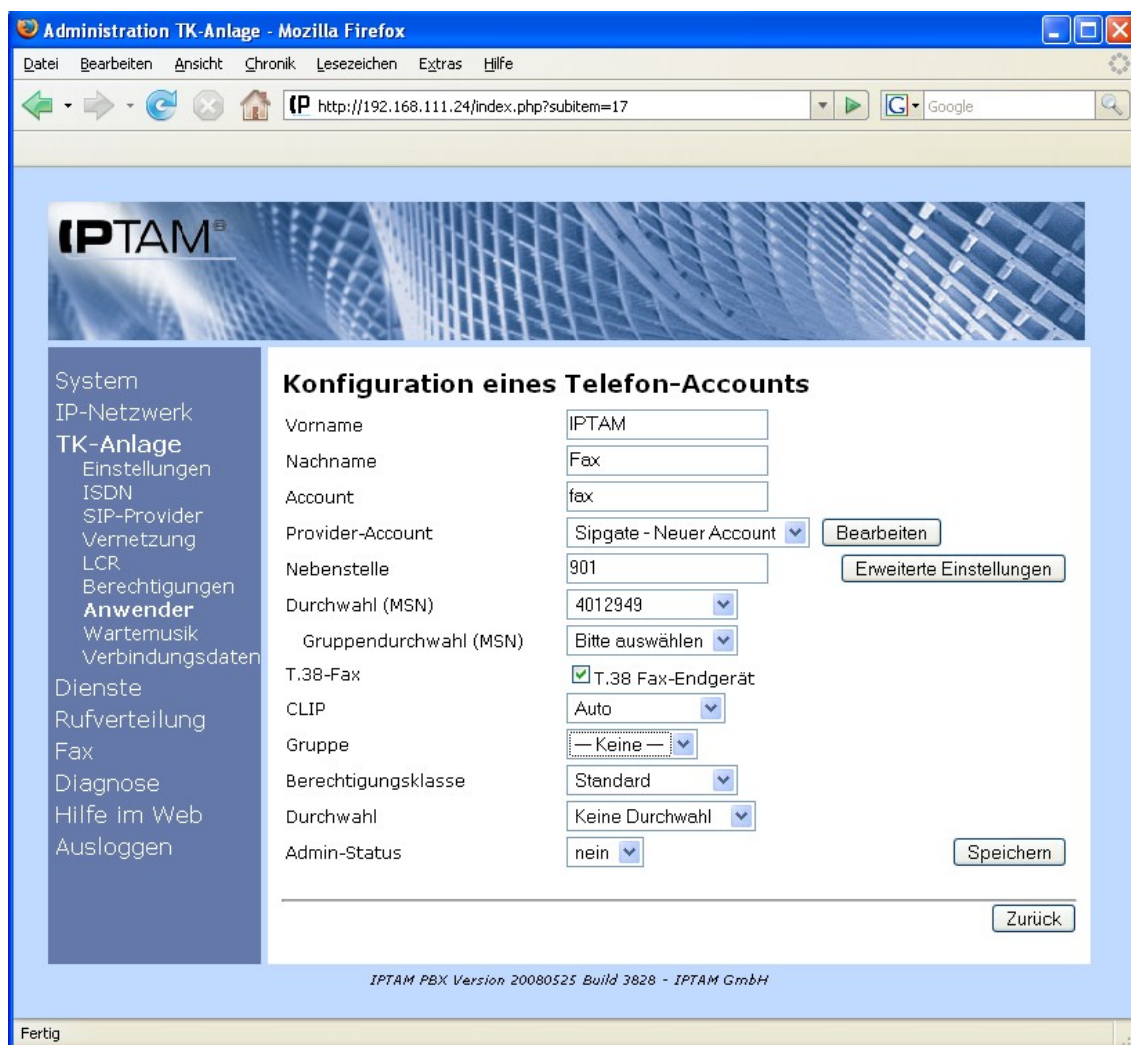 Administration TK-Anlage - Mozilla Firefox
Datei Bearbeiten Ansicht Chronik Lesezeichen Extras Hilfe
http://192.168.111.24/index.php?subitem=17 Google
IPTAM®
System
IP-Netzwerk
TK-Anlage
Einstellungen
ISDN
SIP-Provider
Vernetzung
LCR
Berechtigungen
Anwender
Wartemusik
Verbindungsdaten
Dienste
Rufverteilung
Fax
Diagnose
Hilfe im Web
Ausloggen
Konfiguration eines Telefon-Accounts
Vorname IPTAM
Nachname Fax
Account fax
Provider-Account Sipgate - Neuer Account Bearbeiten
Nebenstelle 901 Erweiterte Einstellungen
Durchwahl (MSN) 4012949
Gruppendurchwahl (MSN) Bitte auswählen
T.38-Fax T.38 Fax-Endgerät
CLIP Auto
Gruppe — Keine —
Berechtigungsklasse Standard
Durchwahl Keine Durchwahl
Admin-Status nein Speichern
Zurück
IPTAM PBX Version 20080525 Build 3828 - IPTAM GmbH
Fertig